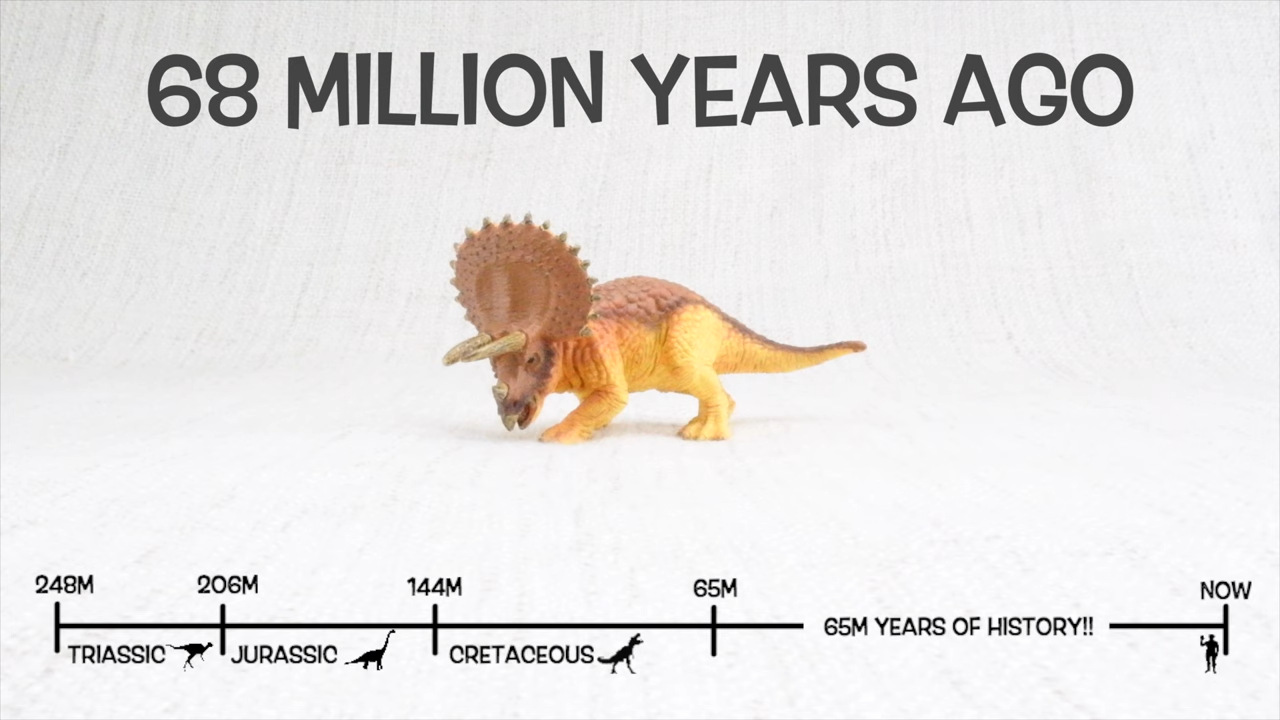 68 MILLION YEARS AGO
248M 206M 144M 65M NOW
65M YEARS OF HISTORY!!
TRIASSIC JURASSIC CRETACEOUS